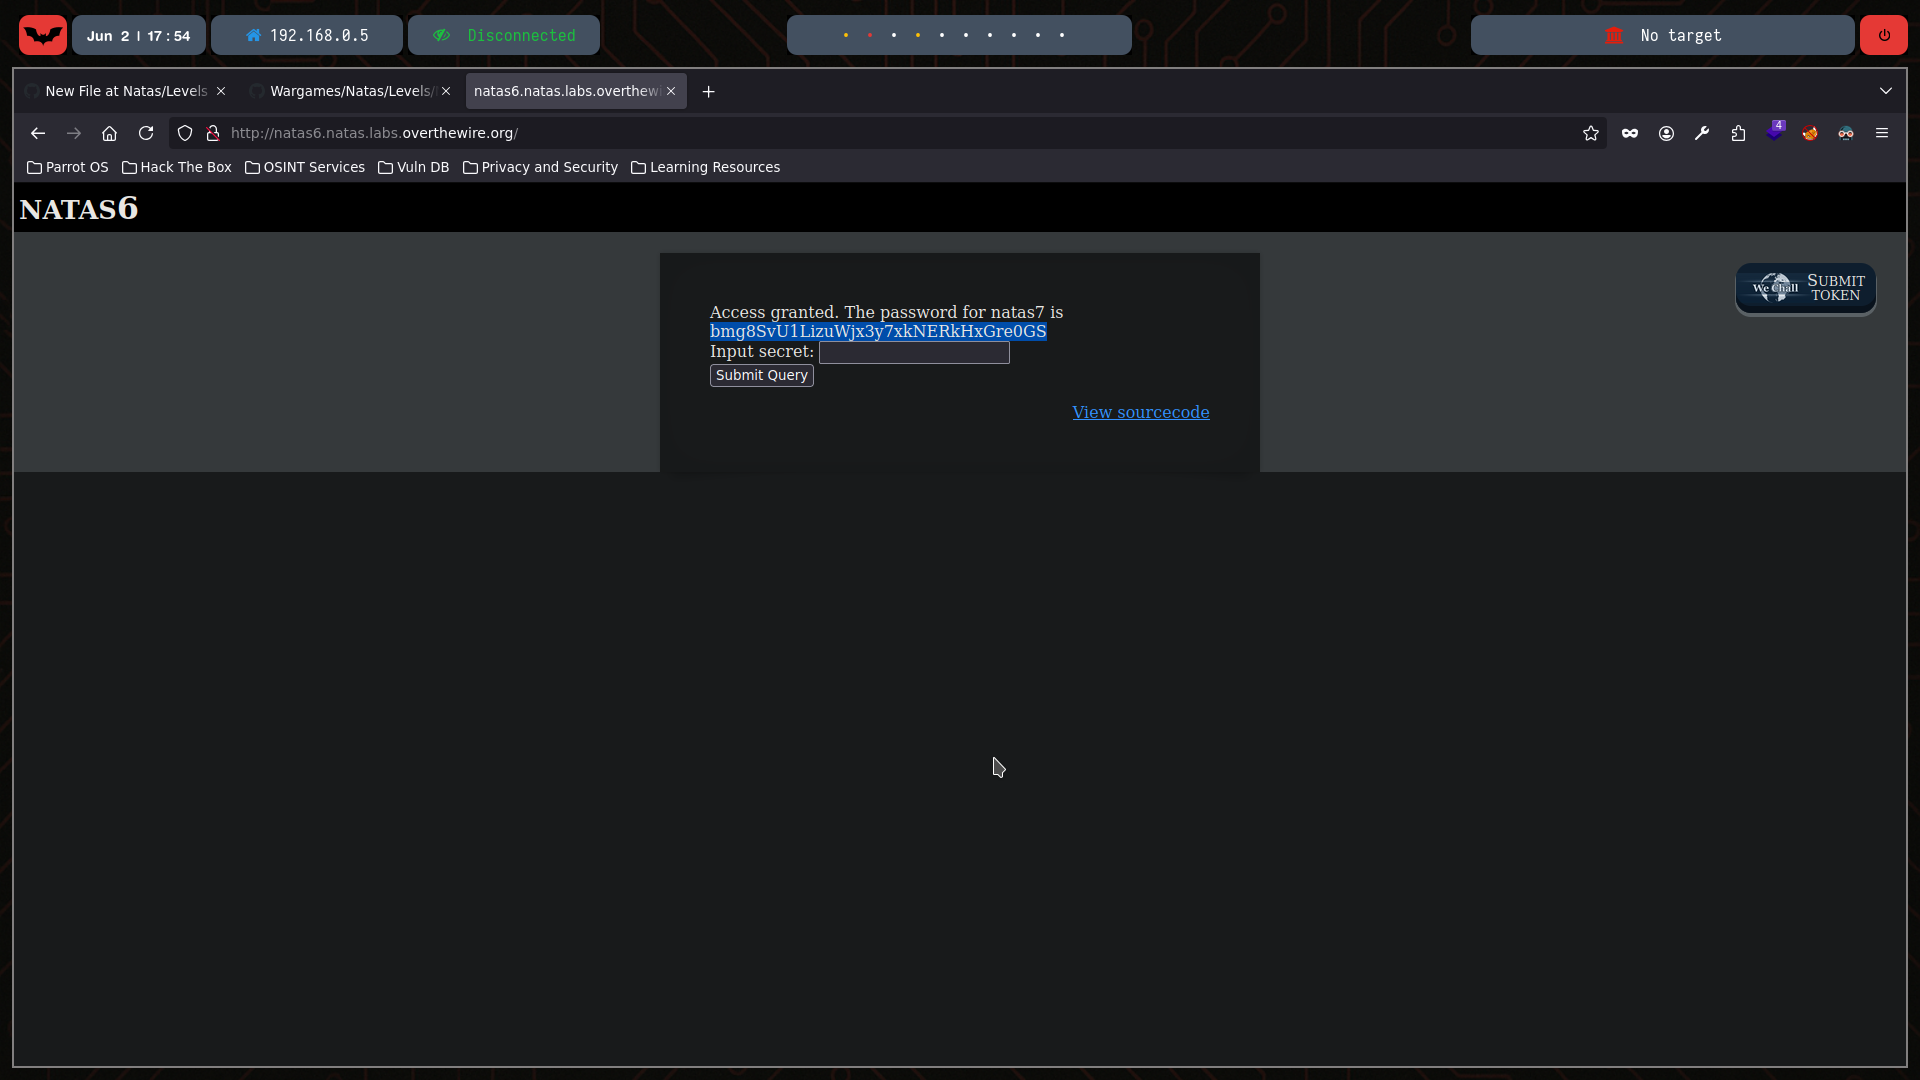 Jun 2 | 17:54
192.168.0.5
Disconnected
No target
New File at Natas/Levels
Wargames/Natas/Levels/
natas6.natas.labs.overthewi
http://natas6.natas.labs.overthewire.org/
4
Parrot OS
Hack The Box
OSINT Services
Vuln DB
Privacy and Security
Learning Resources
NATAS6
We Chall
SUBMIT
TOKEN
Access granted. The password for natas7 is
bmg8SvU1LizuWjx3y7xkNERkHxGre0GS
Input secret:
Submit Query
View sourcecode